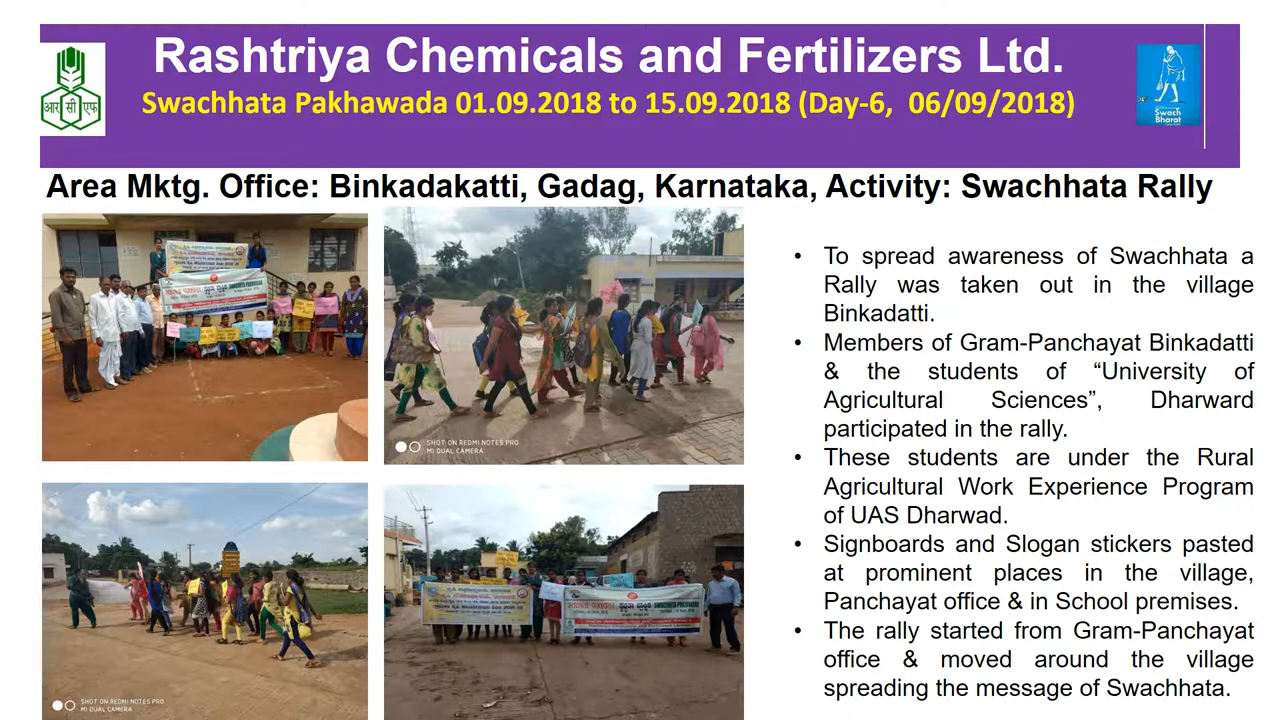 Rashtriya Chemicals and Fertilizers Ltd.
Swachhata Pakhawada 01.09.2018 to 15.09.2018 (Day-6, 06/09/2018)
आर सी एफ
Swach
Bharat
Area Mktg. Office: Binkadakatti, Gadag, Karnataka, Activity: Swachhata Rally
SWACHHATA PAKHWADA
SHOT ON REDMI NOTE5 PRO
MI DUAL CAMERA
SHOT ON REDMI NOTE5 PRO
MI DUAL CAMERA
SWACHHATA PAKHWADA
• To spread awareness of Swachhata a
Rally was taken out in the village
Binkadatti.
• Members of Gram-Panchayat Binkadatti
& the students of “University of
Agricultural Sciences”, Dharward
participated in the rally.
• These students are under the Rural
Agricultural Work Experience Program
of UAS Dharwad.
• Signboards and Slogan stickers pasted
at prominent places in the village,
Panchayat office & in School premises.
• The rally started from Gram-Panchayat
office & moved around the village
spreading the message of Swachhata.